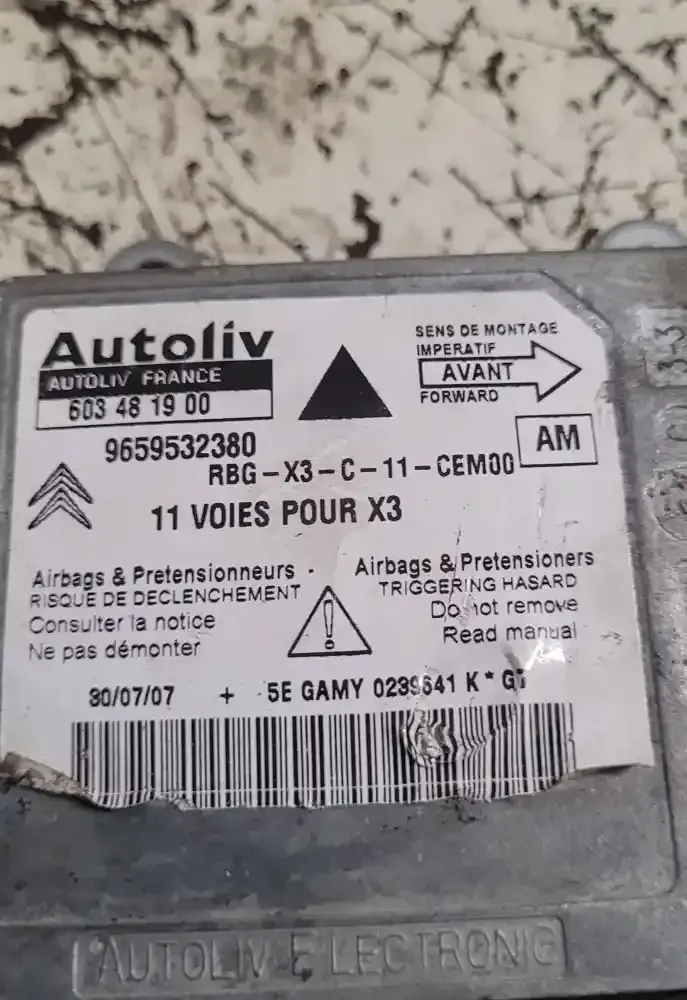 Autoliv
AUTOLIV FRANCE
603 48 19 00
SENS DE MONTAGE
IMPERATIF
AVANT
FORWARD
9659532380
AM
RBG-X3-C-11-CEM00
11 VOIES POUR X3
Airbags & Pretensionneurs
RISQUE DE DECLENCHEMENT
Consulter la notice
Ne pas démonter
Airbags & Pretensioners
TRIGGERING HASARD
Do not remove
Read manual
!
30/07/07 + 5E GAMY 0239641 K*
AUTOLIV ELECTRONIC